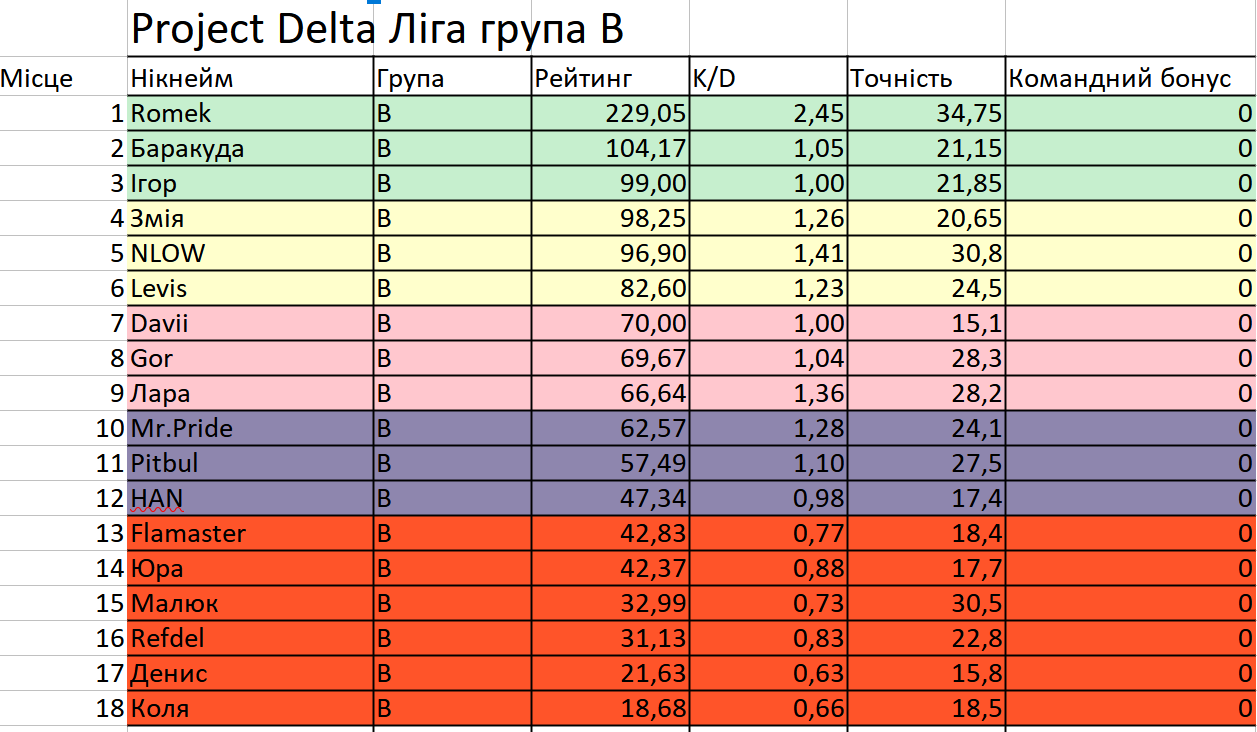 Project Delta Ліга група В
Місце Нікнейм Група Рейтинг K/D Точність Командний бонус
1 Romek B 229,05 2,45 34,75 0
2 Баракуда B 104,17 1,05 21,15 0
3 Ігор B 99,00 1,00 21,85 0
4 Змія B 98,25 1,26 20,65 0
5 NLOW B 96,90 1,41 30,8 0
6 Levis B 82,60 1,23 24,5 0
7 Davii B 70,00 1,00 15,1 0
8 Gor B 69,67 1,04 28,3 0
9 Лара B 66,64 1,36 28,2 0
10 Mr.Pride B 62,57 1,28 24,1 0
11 Pitbul B 57,49 1,10 27,5 0
12 HAN B 47,34 0,98 17,4 0
13 Flamaster B 42,83 0,77 18,4 0
14 Юра B 42,37 0,88 17,7 0
15 Малюк B 32,99 0,73 30,5 0
16 Refdel B 31,13 0,83 22,8 0
17 Денис B 21,63 0,63 15,8 0
18 Коля B 18,68 0,66 18,5 0